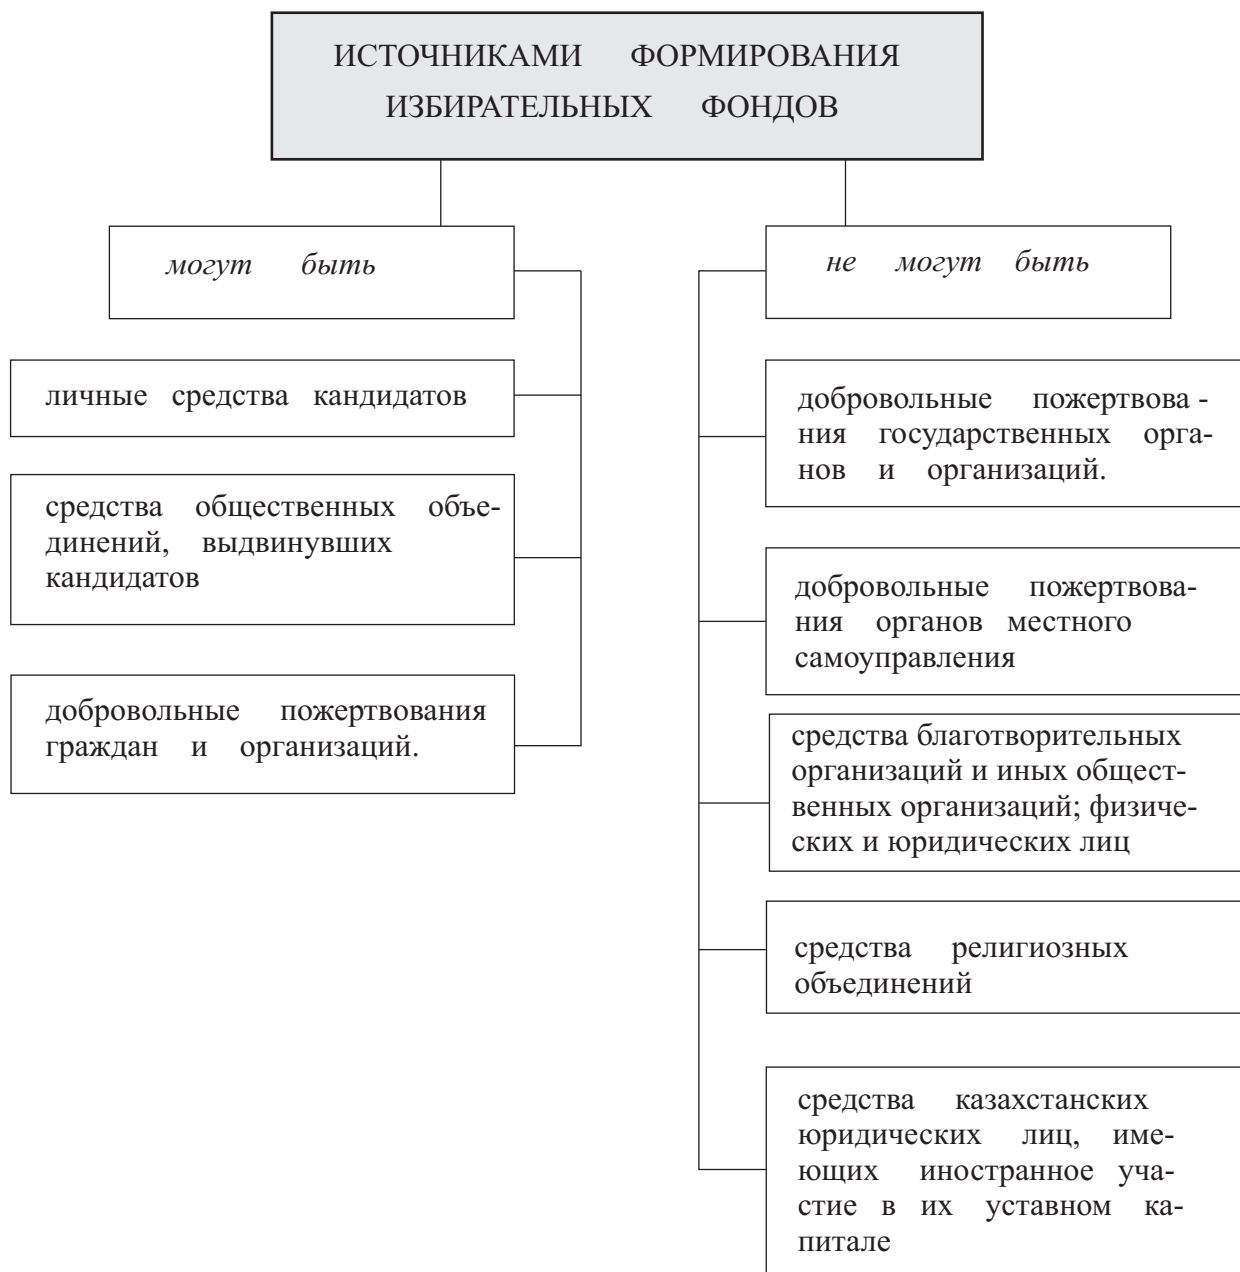 ИСТОЧНИКАМИ ФОРМИРОВАНИЯ
ИЗБИРАТЕЛЬНЫХ ФОНДОВ
могут быть
личные средства кандидатов
средства общественных объе-
динений, выдвинувших
кандидатов
добровольные пожертвования
граждан и организаций.
не могут быть
добровольные пожертвова -
ния государственных орга-
нов и организаций.
добровольные пожертвова-
ния органов местного
самоуправления
средства благотворительных
организаций и иных общест-
венных организаций; физиче-
ских и юридических лиц
средства религиозных
объединений
средства казахстанских
юридических лиц, име-
ющих иностранное уча-
стие в их уставном ка-
питале